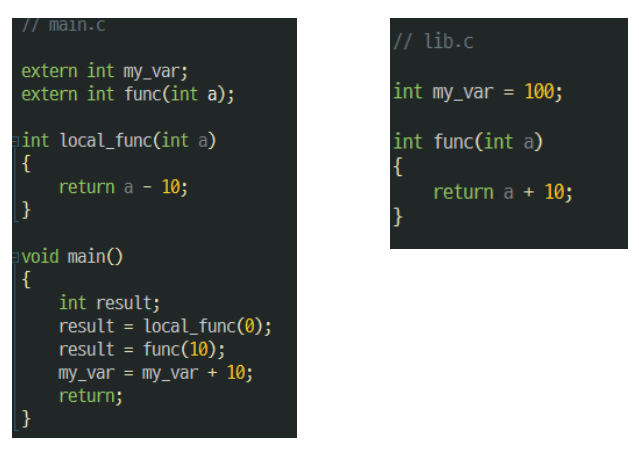 // main.c
extern int my_var;
extern int func(int a);
int local_func(int a)
{
return a - 10;
}
void main()
{
int result;
result = local_func(0);
result = func(10);
my_var = my_var + 10;
return;
}
// lib.c
int my_var = 100;
int func(int a)
{
return a + 10;
}